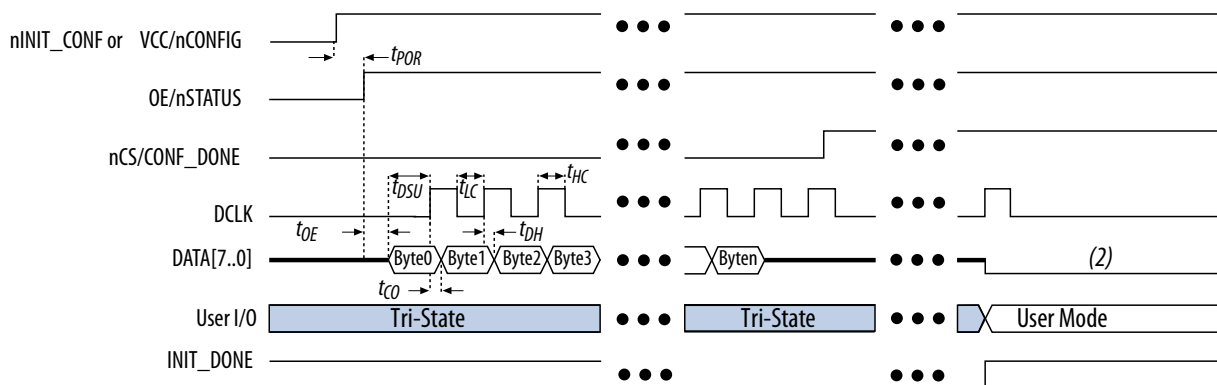 nINIT_CONF or VCC/nCONFIG
tPOR
OE/nSTATUS
nCS/CONF_DONE
tDSU tLC tHC
DCLK
tOE tDH
DATA[7..0] Byte0 Byte1 Byte2 Byte3 Byten (2)
tCO
User I/O Tri-State Tri-State User Mode
INIT_DONE